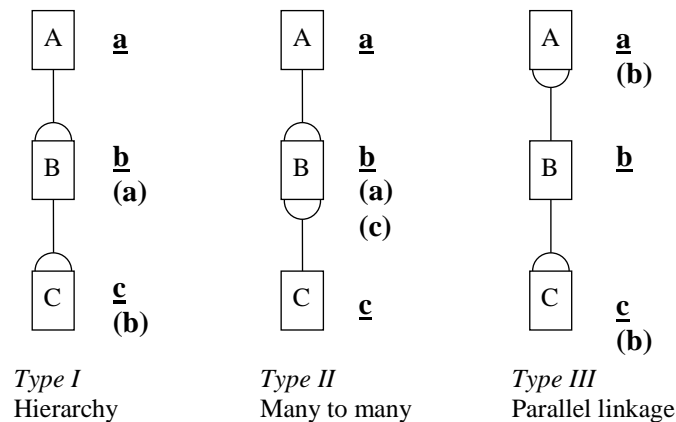 A
a
B
b
(a)
C
c
(b)
Type I
Hierarchy
A
a
B
b
(a)
(c)
C
c
Type II
Many to many
A
a
(b)
B
b
C
c
(b)
Type III
Parallel linkage